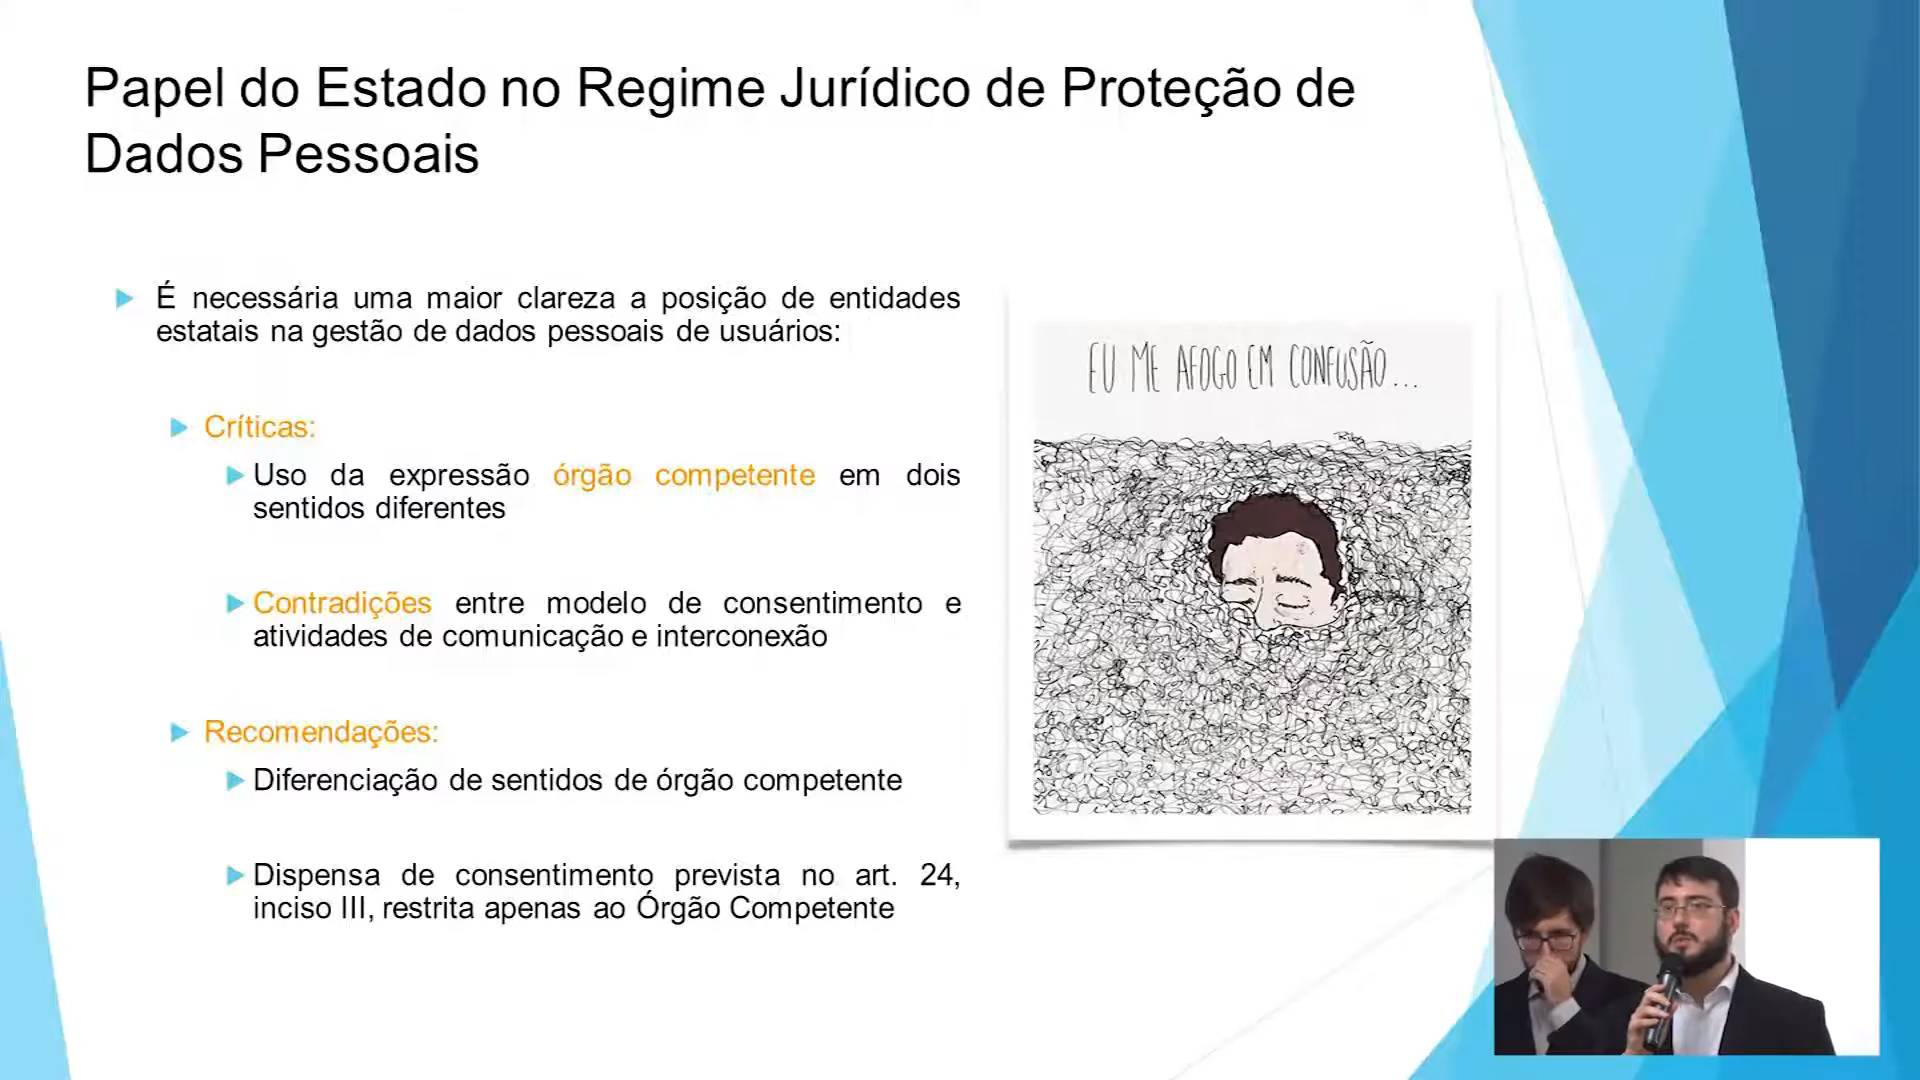 Papel do Estado no Regime Jurídico de Proteção de
Dados Pessoais
É necessária uma maior clareza a posição de entidades
estatais na gestão de dados pessoais de usuários:
Críticas:
Uso da expressão órgão competente em dois
sentidos diferentes
Contradições entre modelo de consentimento e
atividades de comunicação e interconexão
Recomendações:
Diferenciação de sentidos de órgão competente
Dispensa de consentimento prevista no art. 24,
inciso III, restrita apenas ao Órgão Competente
EU ME AFOGO EM CONFUSÃO...